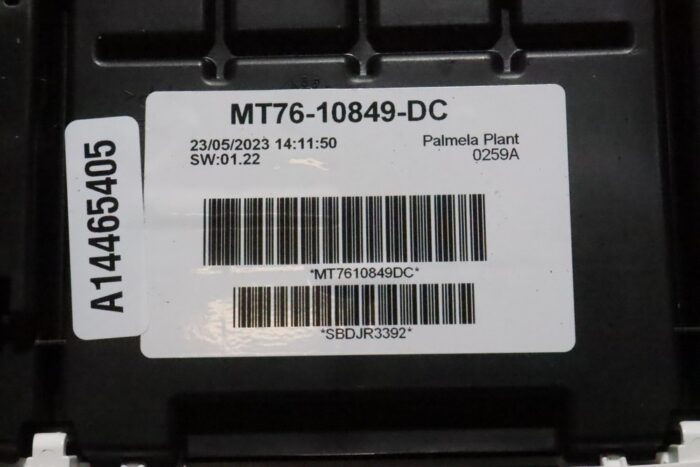 MT76-10849-DC
23/05/2023 14:11:50
SW:01.22
Palmela Plant
0259A
*MT7610849DC*
*SBDJR3392*
A14465405